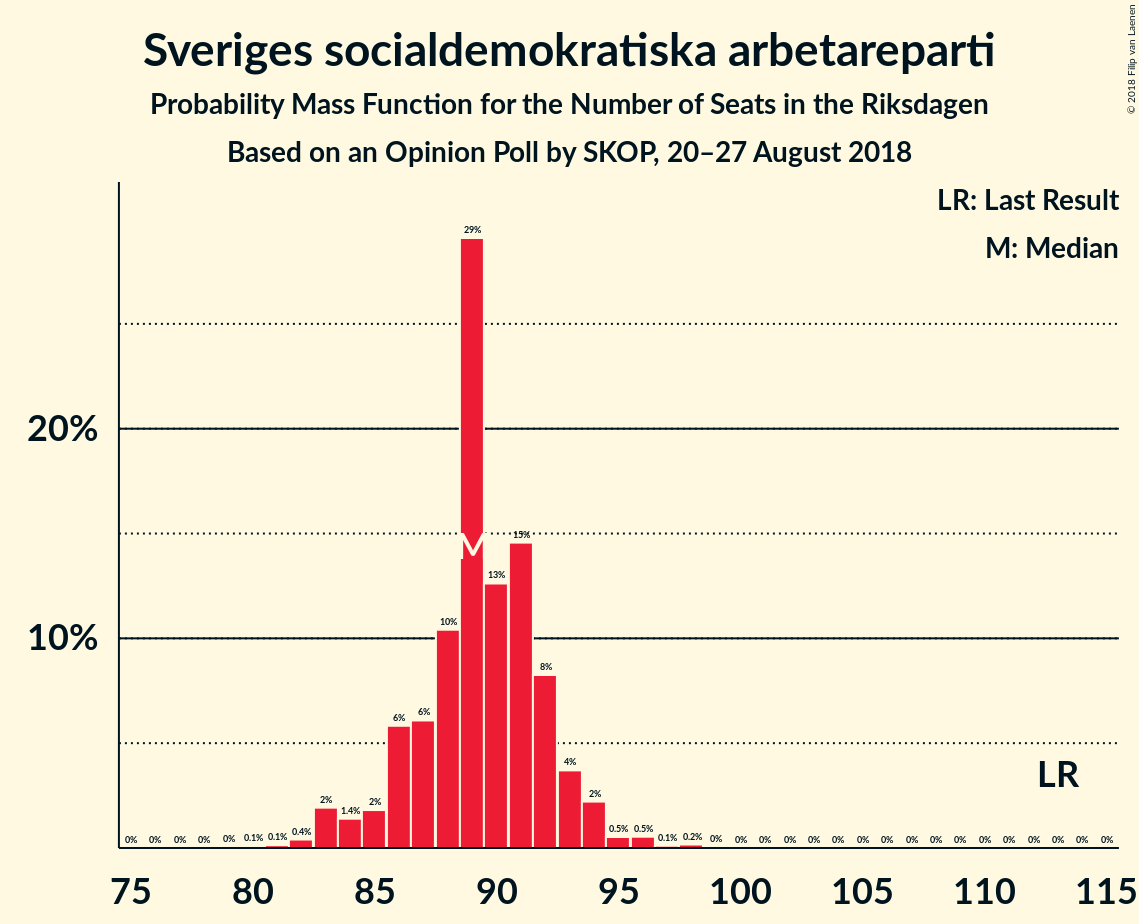 Sveriges socialdemokratiska arbetareparti
Probability Mass Function for the Number of Seats in the Riksdagen
Based on an Opinion Poll by SKOP, 20–27 August 2018
© 2018 Filip van Laenen
LR: Last Result
M: Median
20%
10%
0% 0% 0% 0% 0% 0.1% 0.1% 0.4% 2% 1.4% 2% 6% 6% 10% 29% 13% 15% 8% 4% 2% 0.5% 0.5% 0.1% 0.2% 0% 0% 0% 0% 0% 0% 0% 0% 0% 0% 0% 0% 0% 0% 0% 0% 0%
M
LR
75 80 85 90 95 100 105 110 115